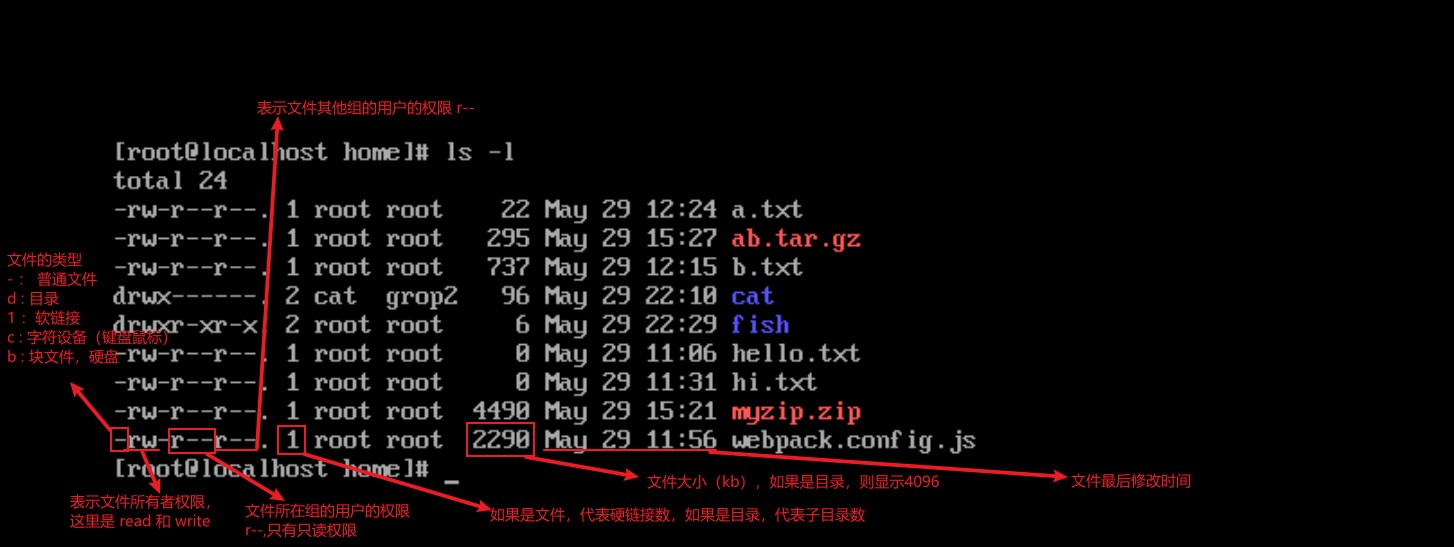 表示文件其他组的用户的权限 r--
[root@localhost home]# ls -l
total 24
-rw-r--r--. 1 root root 22 May 29 12:24 a.txt
-rw-r--r--. 1 root root 295 May 29 15:27 ab.tar.gz
-rw-r--r--. 1 root root 737 May 29 12:15 b.txt
drwx------. 2 cat grop2 96 May 29 22:10 cat
drwxr-xr-x. 2 root root 6 May 29 22:29 fish
-rw-r--r--. 1 root root 0 May 29 11:06 hello.txt
-rw-r--r--. 1 root root 0 May 29 11:31 hi.txt
-rw-r--r--. 1 root root 4490 May 29 15:21 myzip.zip
-rw-r--r--. 1 root root 2290 May 29 11:56 webpack.config.js
[root@localhost home]# _
文件的类型
- : 普通文件
d : 目录
1 : 软链接
c : 字符设备（键盘鼠标）
b : 块文件，硬盘
表示文件所有者权限，
这里是 read 和 write
文件所在组的用户的权限
r--,只有只读权限
如果是文件，代表硬链接数，如果是目录，代表子目录数
文件大小（kb），如果是目录，则显示4096
文件最后修改时间